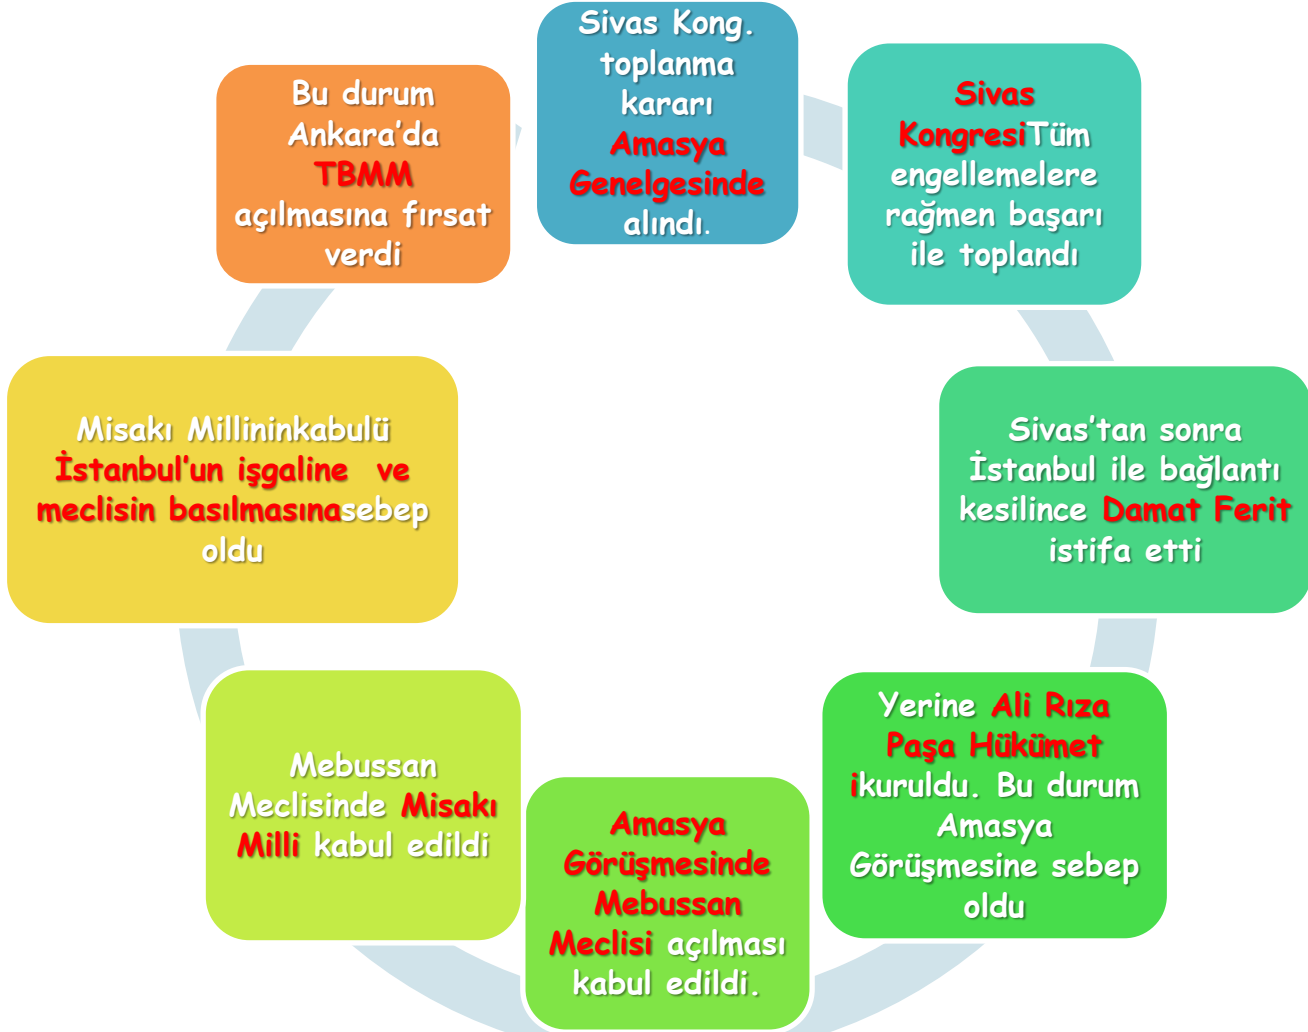 Sivas Kong.
toplanma
kararı
Amasya
Genelgesinde
alındı.
Sivas
KongresiTüm
engellemelere
rağmen başarı
ile toplandı
Sivas’tan sonra
İstanbul ile bağlantı
kesilince Damat Ferit
istifa etti
Yerine Ali Rıza
Paşa Hükümet
ikuruldu. Bu durum
Amasya
Görüşmesine sebep
oldu
Amasya
Görüşmesinde
Mebussan
Meclisi açılması
kabul edildi.
Mebussan
Meclisinde Misakı
Milli kabul edildi
Misakı Millininkabulü
İstanbul’un işgaline ve
meclisin basılmasınasebep
oldu
Bu durum
Ankara’da
TBMM
açılmasına fırsat
verdi